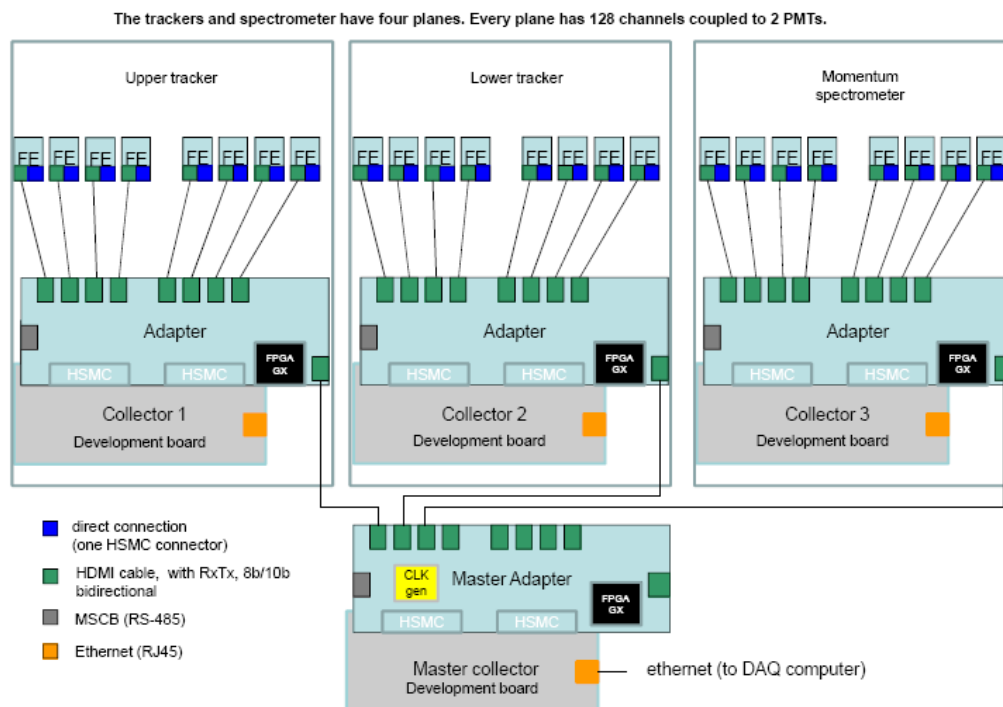 The trackers and spectrometer have four planes. Every plane has 128 channels coupled to 2 PMTs.
Upper tracker
FE FE FE FE FE FE FE FE
Adapter
FPGA
GX
HSMC HSMC
Collector 1
Development board
Lower tracker
FE FE FE FE FE FE FE FE
Adapter
FPGA
GX
HSMC HSMC
Collector 2
Development board
Momentum
spectrometer
FE FE FE FE FE FE FE FE
Adapter
FPGA
GX
HSMC HSMC
Collector 3
Development board
direct connection
(one HSMC connector)
HDMI cable, with RxTx, 8b/10b
bidirectional
MSCB (RS-485)
Ethernet (RJ45)
CLK
gen
Master Adapter
FPGA
GX
HSMC HSMC
Master collector
Development board
ethernet (to DAQ computer)